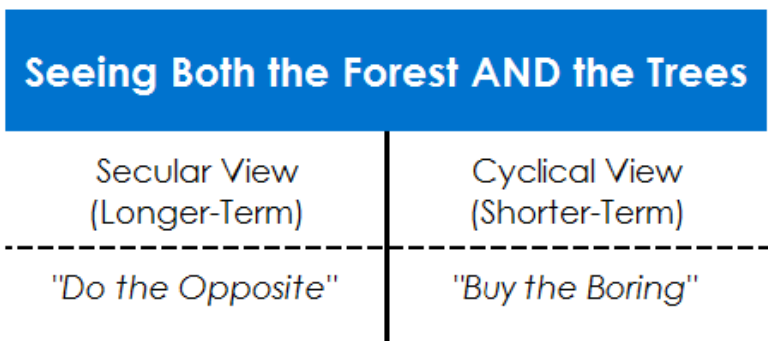 Seeing Both the Forest AND the Trees
Secular View
(Longer-Term)
Cyclical View
(Shorter-Term)
"Do the Opposite"
"Buy the Boring"